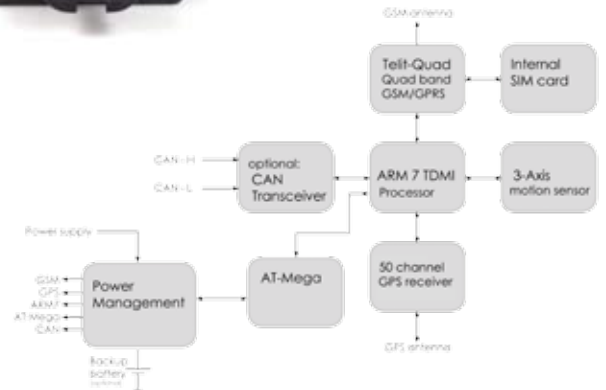 GSM antenna
Telit-Quad
Quad band
GSM/GPRS
Internal
SIM card
CAN - H
CAN - L
optional:
CAN
Transceiver
ARM 7 TDMI
Processor
3-Axis
motion sensor
Power supply
GSM
GPS
ARM7
AT-Mega
CAN
Power
Management
AT-Mega
50 channel
GPS receiver
GPS antenna
Backup
battery
(optional)